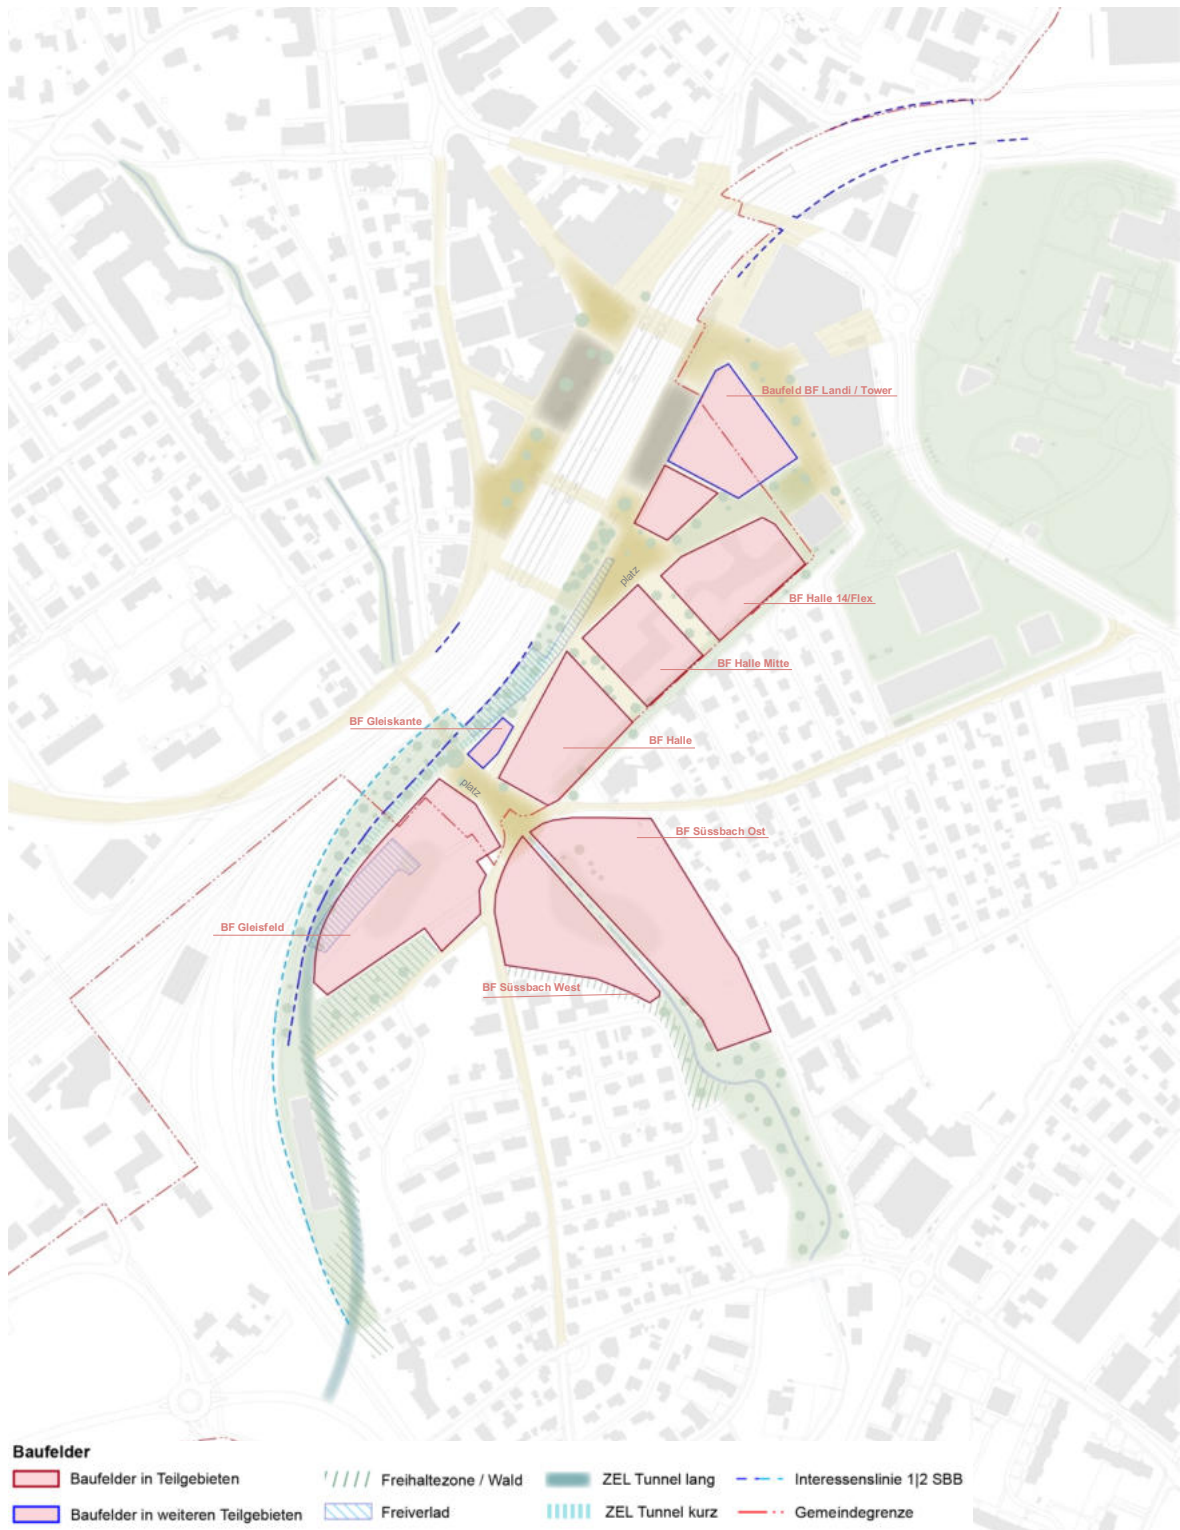 Baufeld BF Landi / Tower
platz
BF Halle 14/Flex
BF Halle Mitte
BF Gleiskante
BF Halle
platz
BF Süssbach Ost
BF Gleisfeld
BF Süssbach West
Baufelder
Baufelder in Teilgebieten
Freihaltezone / Wald
ZEL Tunnel lang
Interessenslinie 1|2 SBB
Baufelder in weiteren Teilgebieten
Freiverlad
ZEL Tunnel kurz
Gemeindegrenze